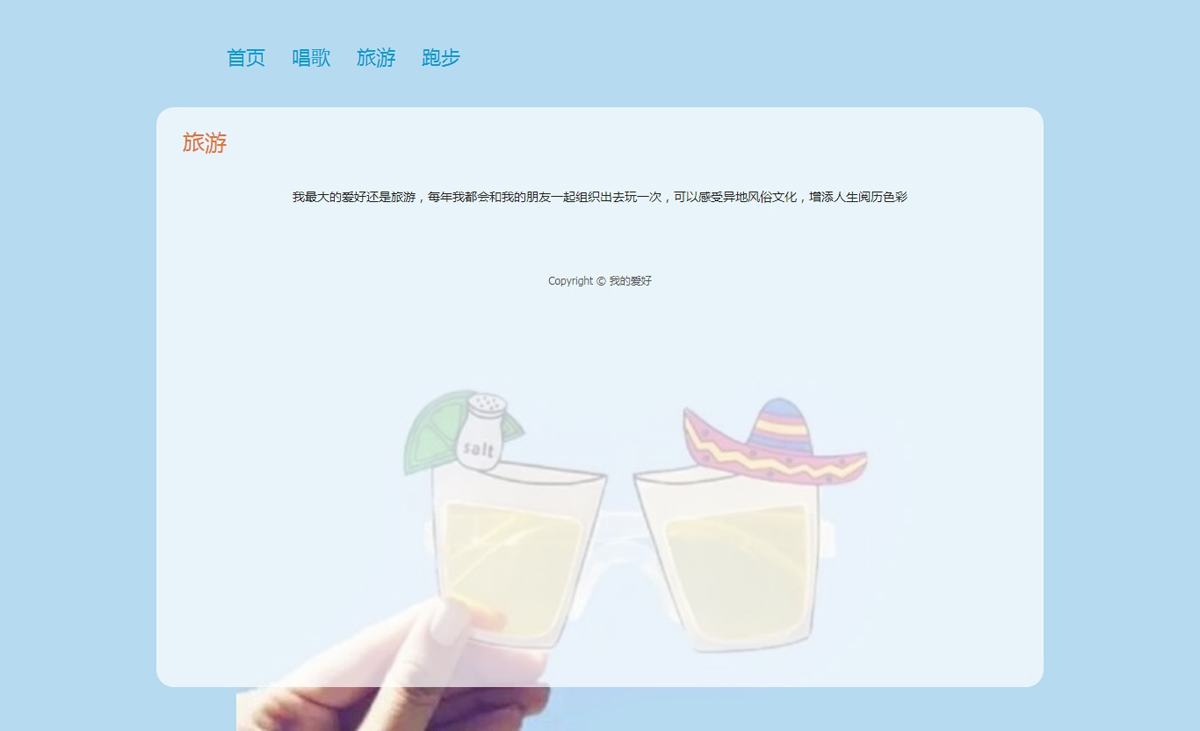 首页 唱歌 旅游 跑步
旅游
我最大的爱好还是旅游，每年我都会和我的朋友一起组织出去玩一次，可以感受异地风俗文化，增添人生阅历色彩
Copyright © 我的爱好
salt